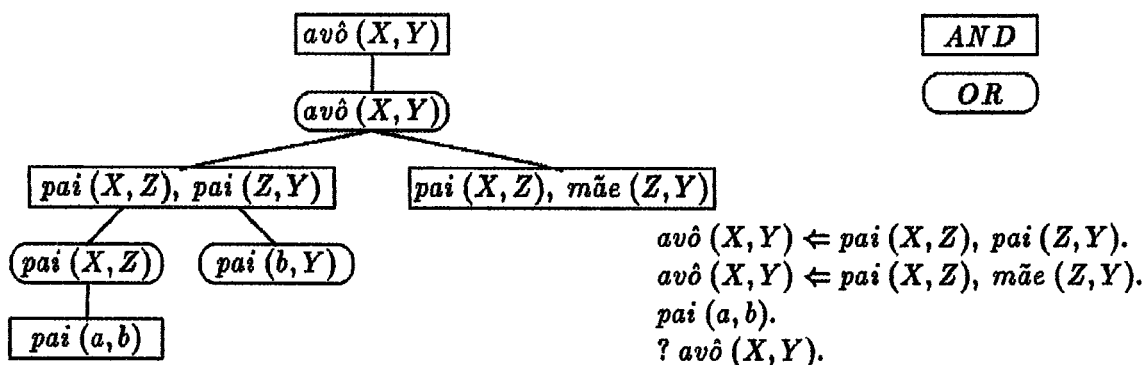 avô (X, Y)
AND
avô (X, Y)
OR
pai (X, Z), pai (Z, Y)
pai (X, Z), mãe (Z, Y)
pai (X, Z)
pai (b, Y)
pai (a, b)
avô (X, Y) ⇐ pai (X, Z), pai (Z, Y).
avô (X, Y) ⇐ pai (X, Z), mãe (Z, Y).
pai (a, b).
? avô (X, Y).